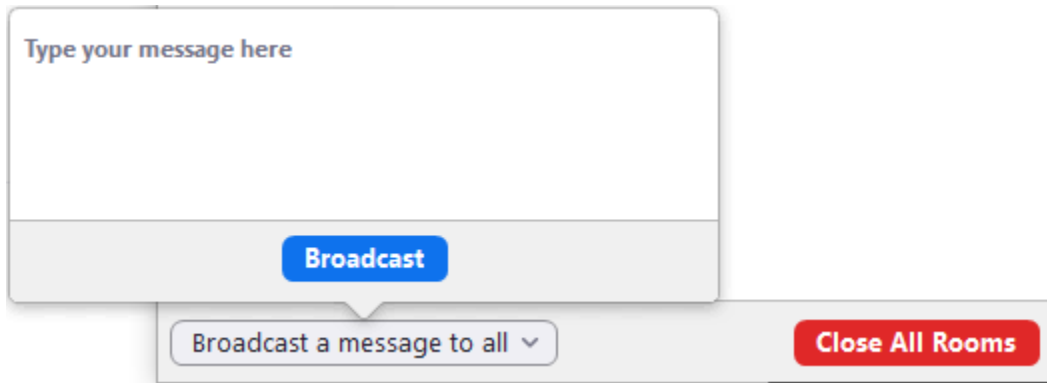 Type your message here
Broadcast
Broadcast a message to all
Close All Rooms